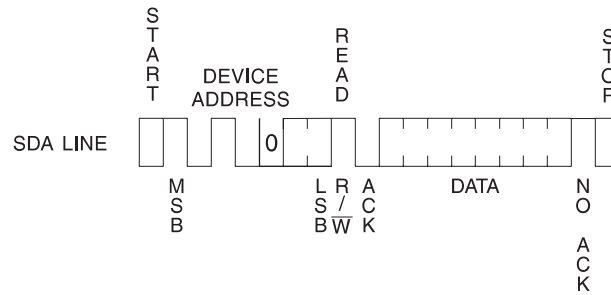 START
READ
STOP
DEVICE
ADDRESS
SDA LINE
0
MSB
LSB
R/W
ACK
DATA
NO ACK